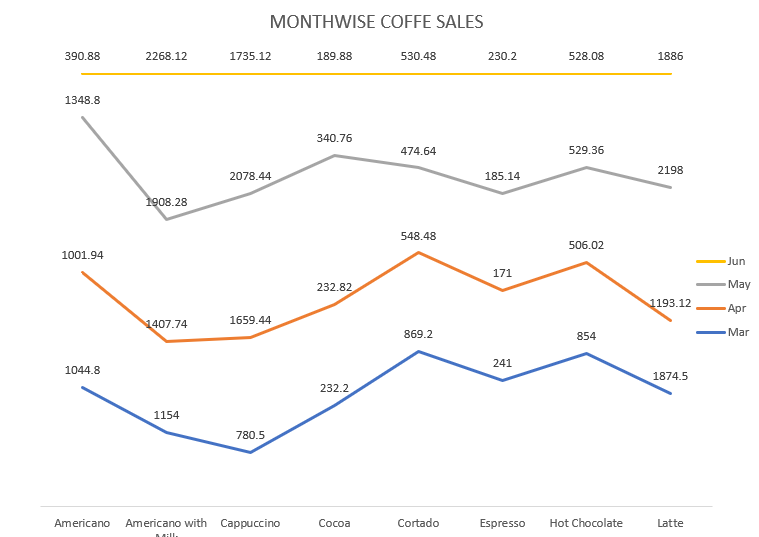 MONTHWISE COFFE SALES
390.88 2268.12 1735.12 189.88 530.48 230.2 528.08 1886
1348.8 1908.28 2078.44 340.76 474.64 185.14 529.36 2198
1001.94 1407.74 1659.44 232.82 548.48 171 506.02 1193.12
1044.8 1154 780.5 232.2 869.2 241 854 1874.5
Jun
May
Apr
Mar
Americano Americano with Cappuccino Cocoa Cortado Espresso Hot Chocolate Latte